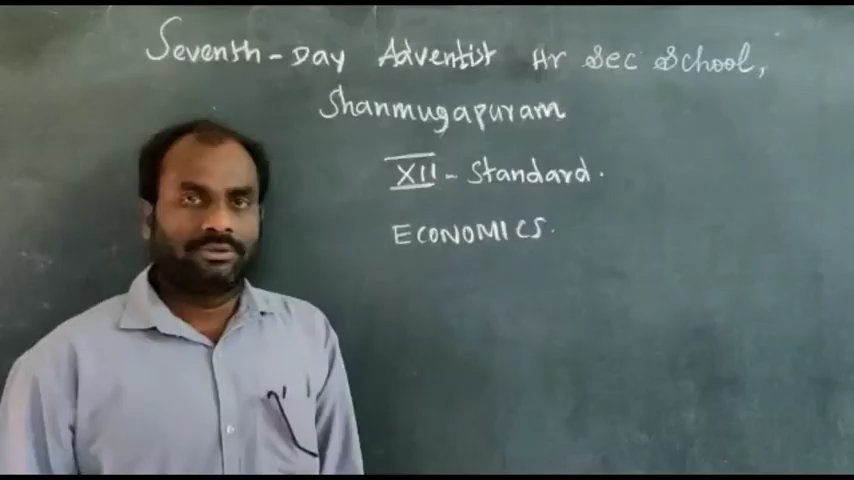 Seventh-Day Adventist Hr Sec School,
Shanmugapuram
XII - Standard.
ECONOMICS.